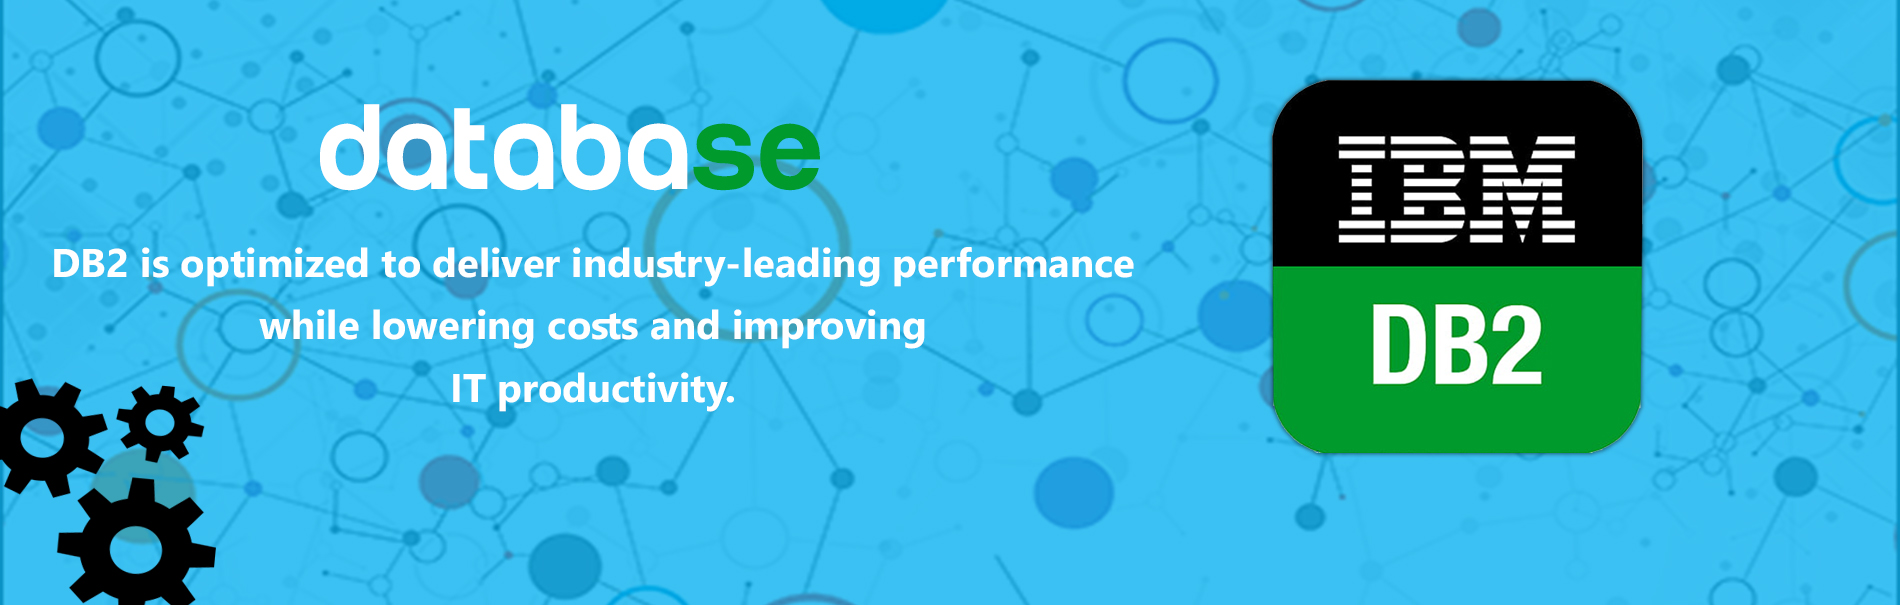 database
DB2 is optimized to deliver industry-leading performance
while lowering costs and improving
IT productivity.
IBM
DB2